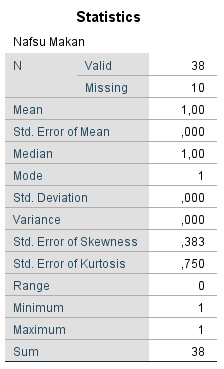 Statistics
Nafsu Makan
N Valid 38
Missing 10
Mean 1,00
Std. Error of Mean ,000
Median 1,00
Mode 1
Std. Deviation ,000
Variance ,000
Std. Error of Skewness ,383
Std. Error of Kurtosis ,750
Range 0
Minimum 1
Maximum 1
Sum 38